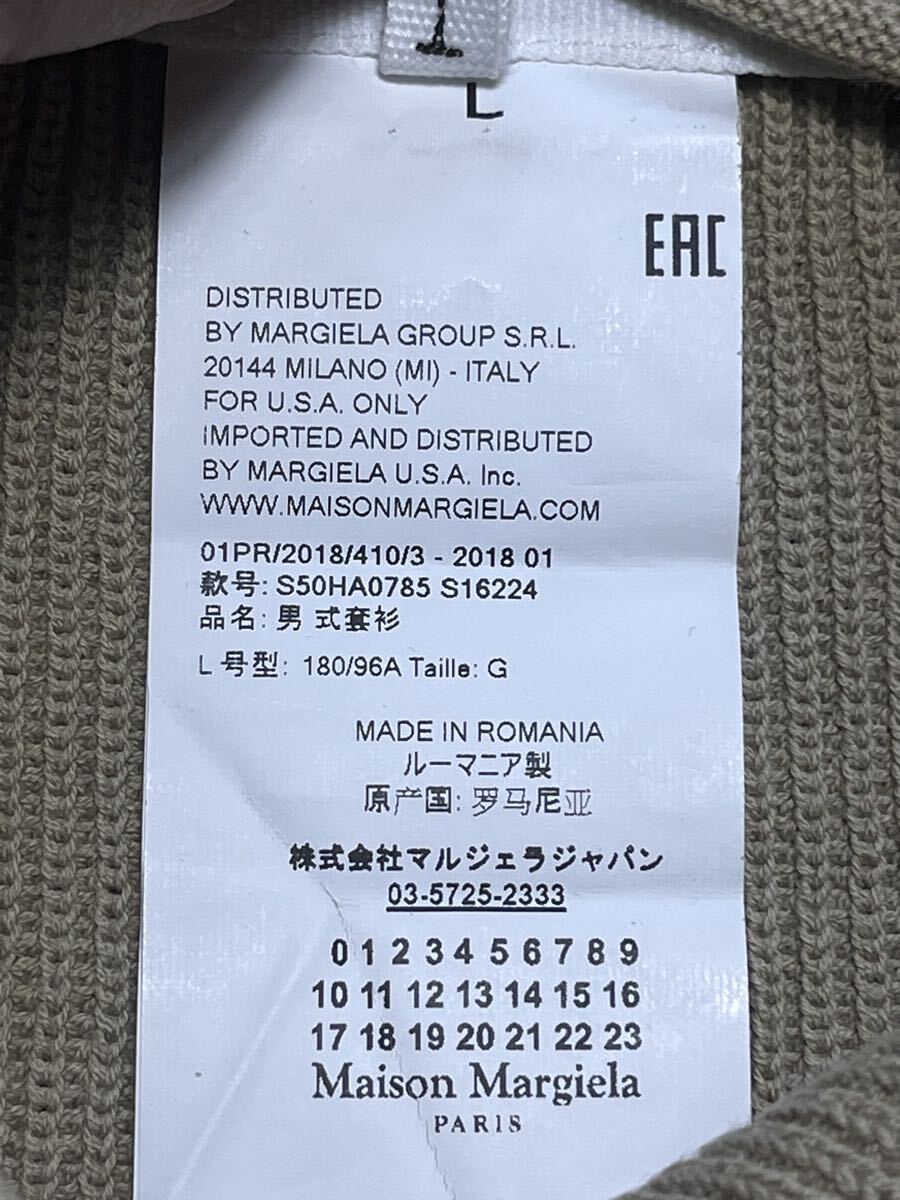 L
EAC
DISTRIBUTED
BY MARGIELA GROUP S.R.L.
20144 MILANO (MI) - ITALY
FOR U.S.A. ONLY
IMPORTED AND DISTRIBUTED
BY MARGIELA U.S.A. Inc.
WWW.MAISONMARGIELA.COM
01PR/2018/410/3 - 2018 01
款号: S50HA0785 S16224
品名: 男 式套衫
L 号型: 180/96A Taille: G
MADE IN ROMANIA
ルーマニア製
原产国: 罗马尼亚
株式会社マルジェラジャパン
03-5725-2333
0 1 2 3 4 5 6 7 8 9
10 11 12 13 14 15 16
17 18 19 20 21 22 23
Maison Margiela
PARIS